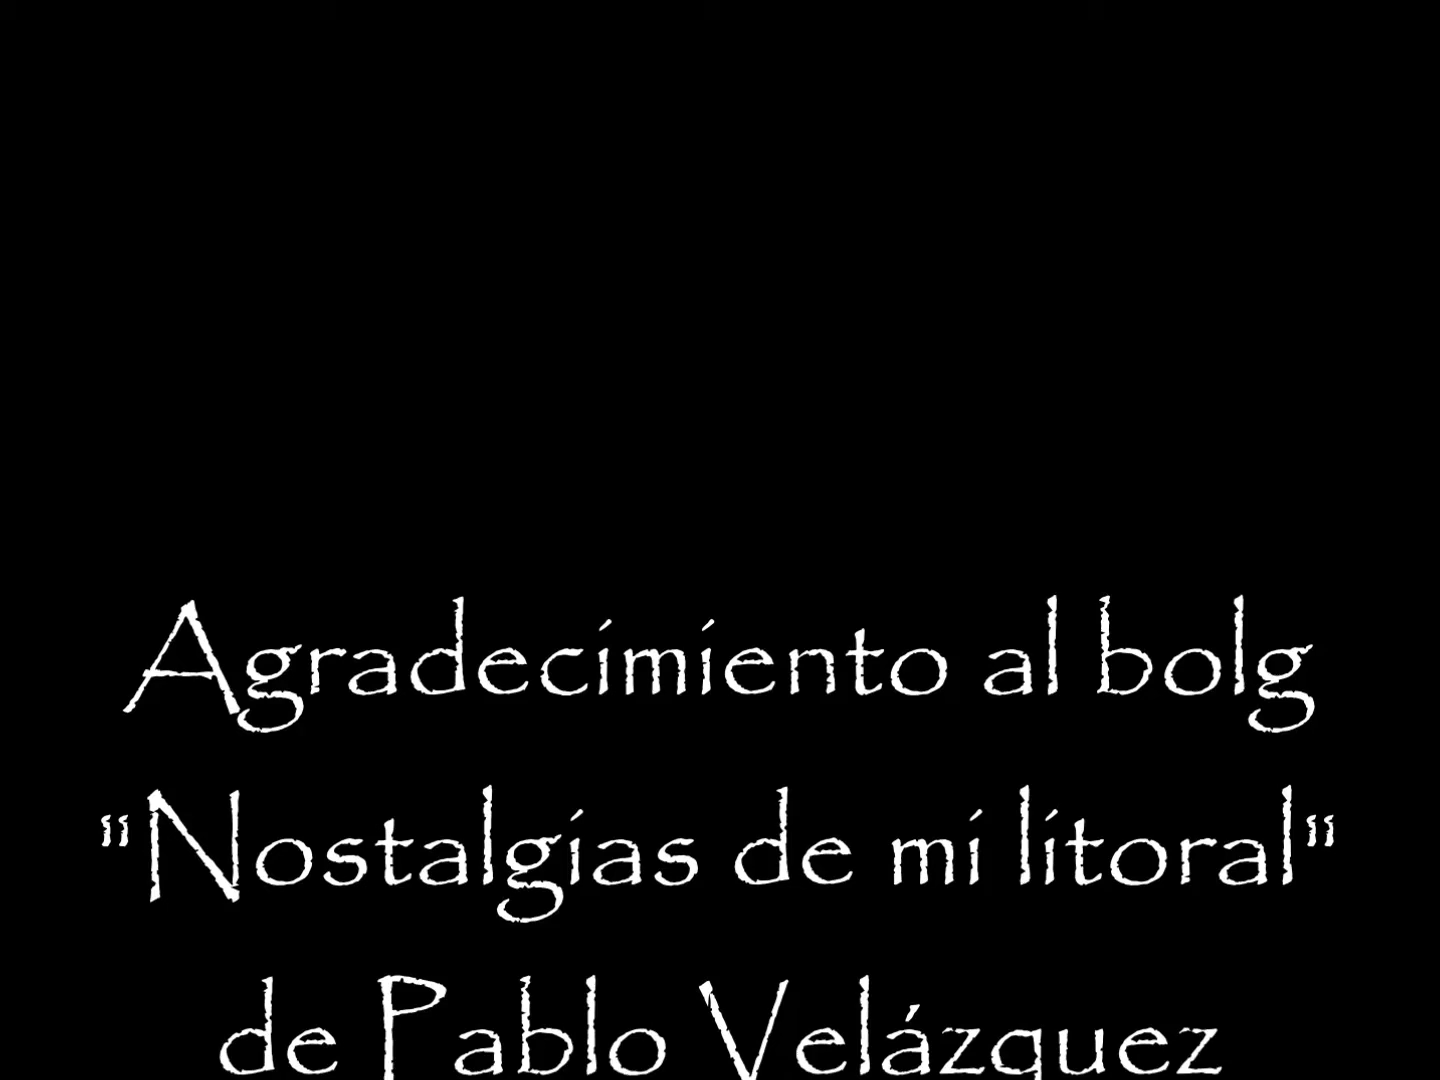 Agradecimiento al bolg
"Nostalgias de mi litoral"
de Pablo Velázquez